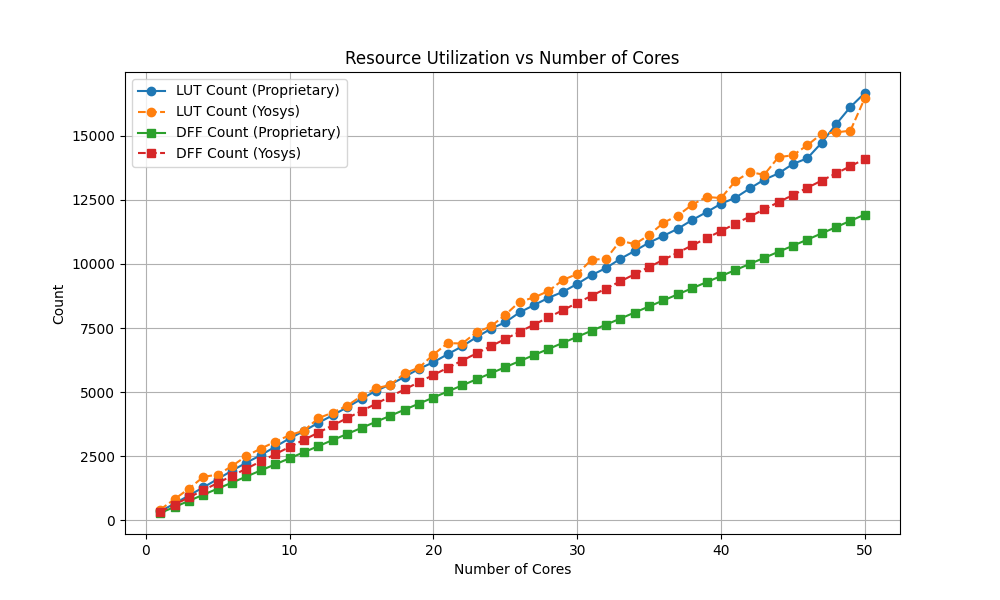 Resource Utilization vs Number of Cores
LUT Count (Proprietary)
LUT Count (Yosys)
DFF Count (Proprietary)
DFF Count (Yosys)
Count
15000
12500
10000
7500
5000
2500
0
0 10 20 30 40 50
Number of Cores